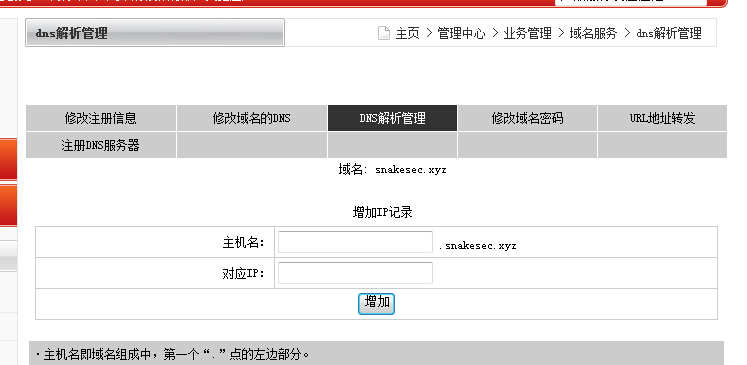 dns解析管理
主页 > 管理中心 > 业务管理 > 域名服务 > dns解析管理
修改注册信息 修改域名的DNS DNS解析管理 修改域名密码 URL地址转发
注册DNS服务器
域名: snakesec.xyz
增加IP记录
主机名: .snakesec.xyz
对应IP:
增加
·主机名即域名组成中，第一个“.”点的左边部分。